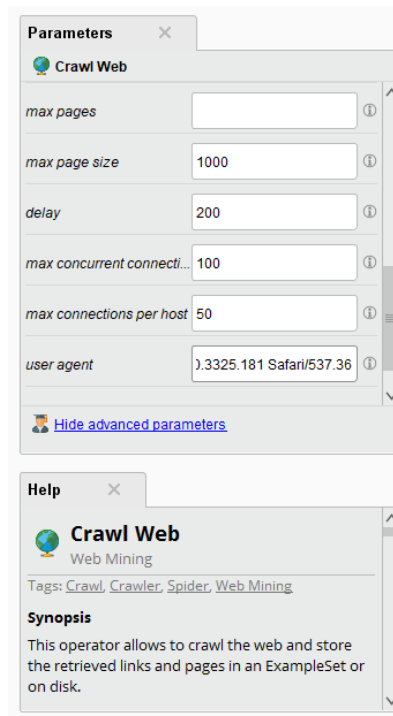 Parameters
Crawl Web
max pages
max page size 1000
delay 200
max concurrent connecti... 100
max connections per host 50
user agent 0.3325.181 Safari/537.36
Hide advanced parameters
Help
Crawl Web
Web Mining
Tags: Crawl, Crawler, Spider, Web Mining
Synopsis
This operator allows to crawl the web and store
the retrieved links and pages in an ExampleSet or
on disk.